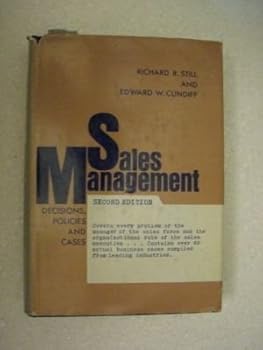 RICHARD R. STILL
AND
EDWARD W. CUNDIFF
Sales
Management
SECOND EDITION
DECISIONS,
POLICIES
AND
CASES
Covers every problem of the
manager of the sales force and the
organizational role of the sales
executive . . . Contains over 60
actual business cases compiled
from leading industries.